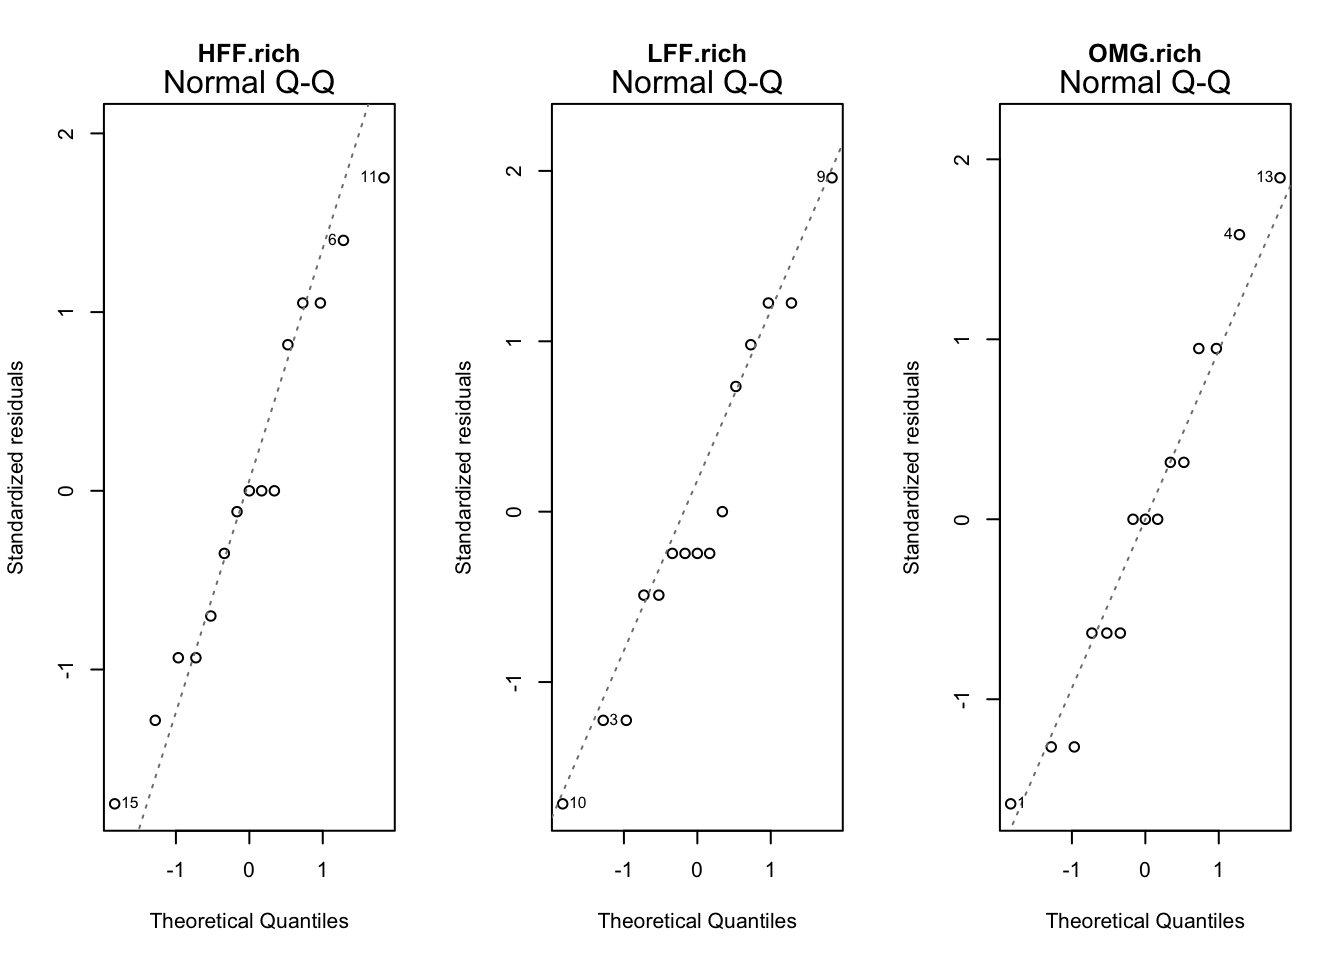 HFF.rich
Normal Q-Q
Standardized residuals
2
1
0
-1
11
6
15
-1 0 1
Theoretical Quantiles
LFF.rich
Normal Q-Q
Standardized residuals
2
1
0
-1
9
3
10
-1 0 1
Theoretical Quantiles
OMG.rich
Normal Q-Q
Standardized residuals
2
1
0
-1
13
4
1
-1 0 1
Theoretical Quantiles